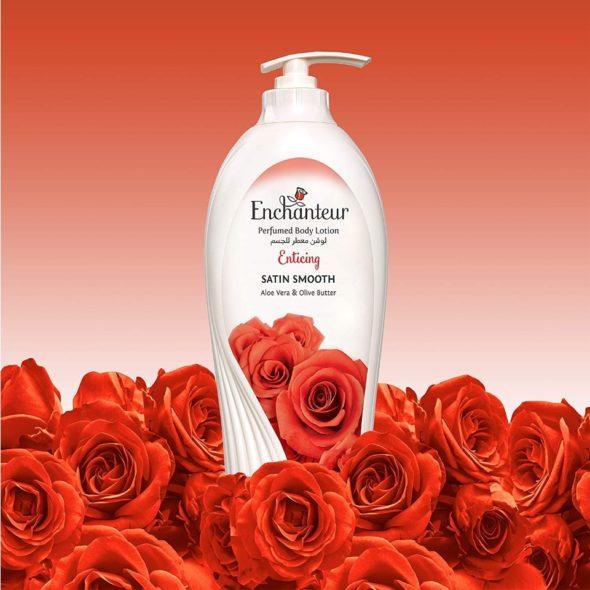 Enchanteur
Perfumed Body Lotion
لوشن معطر للجسم
Enticing
SATIN SMOOTH
Aloe Vera & Olive Butter